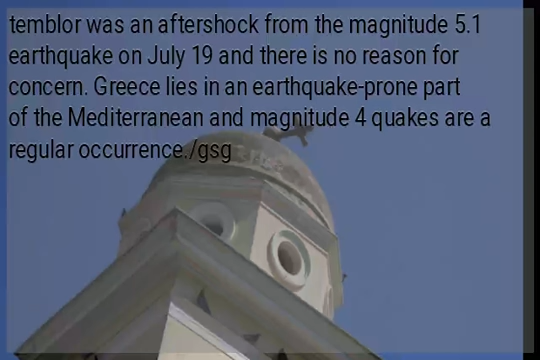 temblor was an aftershock from the magnitude 5.1
earthquake on July 19 and there is no reason for
concern. Greece lies in an earthquake-prone part
of the Mediterranean and magnitude 4 quakes are a
regular occurrence./gsg